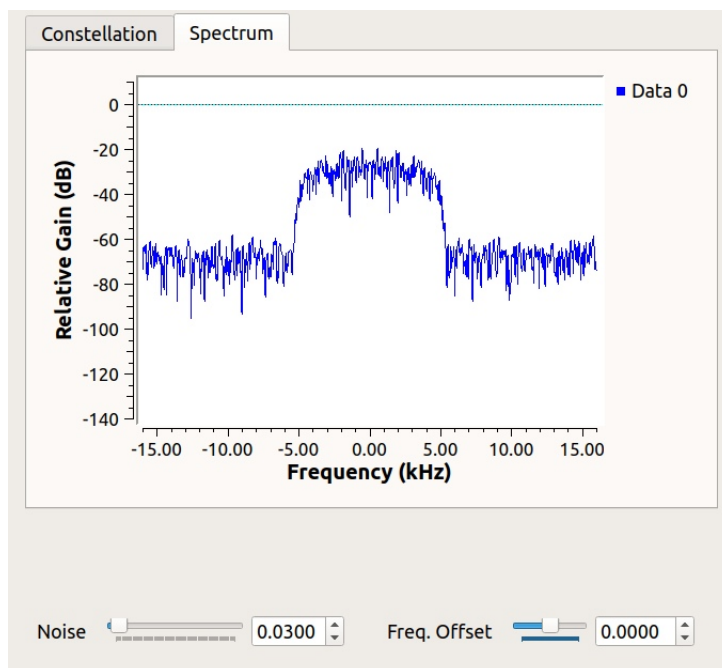 Constellation Spectrum
Data 0
0
-20
-40
-60
-80
-100
-120
-140
Relative Gain (dB)
-15.00 -10.00 -5.00 0.00 5.00 10.00 15.00
Frequency (kHz)
Noise 0.0300 Freq. Offset 0.0000